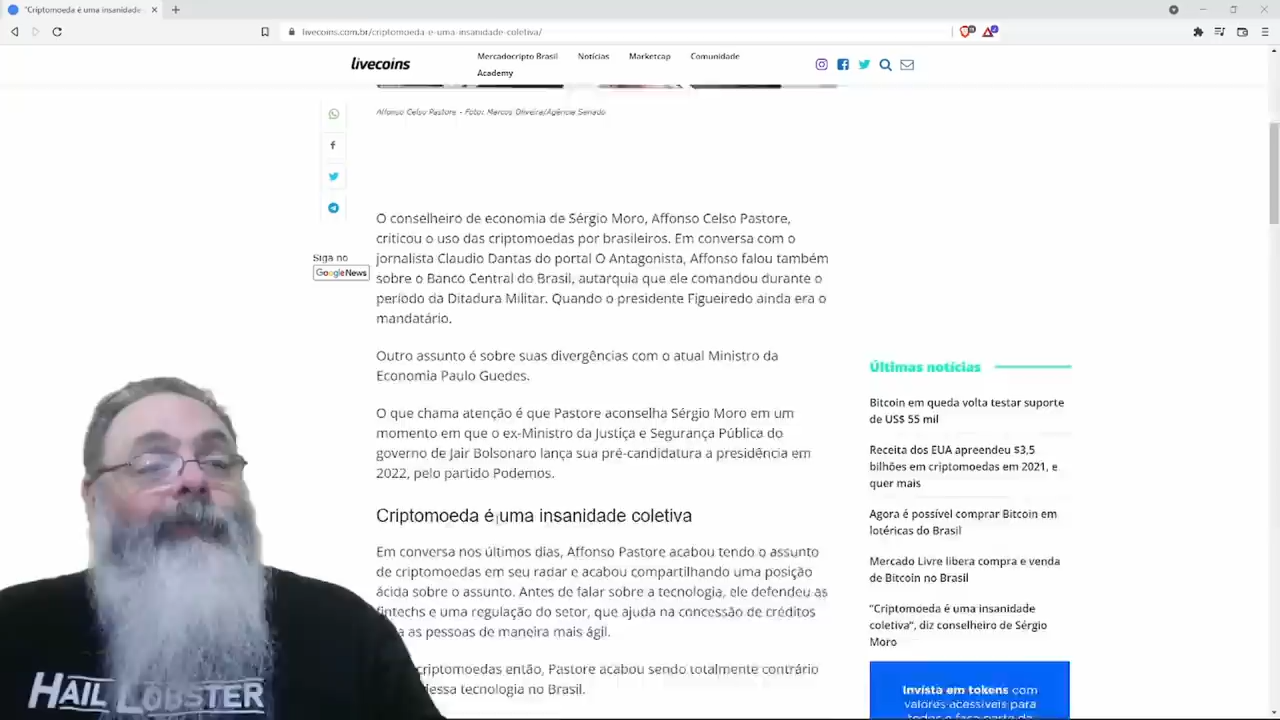 "Criptomoeda é uma insanidade
livecoins.com.br/criptomoeda-e-uma-insanidade-coletiva/
livecoins
Mercadocripto Brasil
Notícias
Marketcap
Comunidade
Academy
Affonso Celso Pastore - Foto: Marcos Oliveira/Agência Senado
O conselheiro de economia de Sérgio Moro, Affonso Celso Pastore,
criticou o uso das criptomoedas por brasileiros. Em conversa com o
jornalista Claudio Dantas do portal O Antagonista, Affonso falou também
sobre o Banco Central do Brasil, autarquia que ele comandou durante o
período da Ditadura Militar. Quando o presidente Figueiredo ainda era o
mandatário.
Siga no
Google News
Outro assunto é sobre suas divergências com o atual Ministro da
Economia Paulo Guedes.
O que chama atenção é que Pastore aconselha Sérgio Moro em um
momento em que o ex-Ministro da Justiça e Segurança Pública do
governo de Jair Bolsonaro lança sua pré-candidatura a presidência em
2022, pelo partido Podemos.
Criptomoeda é uma insanidade coletiva
Em conversa nos últimos dias, Affonso Pastore acabou tendo o assunto
de criptomoedas em seu radar e acabou compartilhando uma posição
ácida sobre o assunto. Antes de falar sobre a tecnologia, ele defendeu as
fintechs e uma regulação do setor, que ajuda na concessão de créditos
as pessoas de maneira mais ágil.
criptomoedas então, Pastore acabou sendo totalmente contrário
dessa tecnologia no Brasil.
Últimas notícias
Bitcoin em queda volta testar suporte
de US$ 55 mil
Receita dos EUA apreendeu $3,5
bilhões em criptomoedas em 2021, e
quer mais
Agora é possível comprar Bitcoin em
lotéricas do Brasil
Mercado Livre libera compra e venda
de Bitcoin no Brasil
"Criptomoeda é uma insanidade
coletiva", diz conselheiro de Sérgio
Moro
Invista em tokens com
valores acessíveis para
HAIL LOBSTER